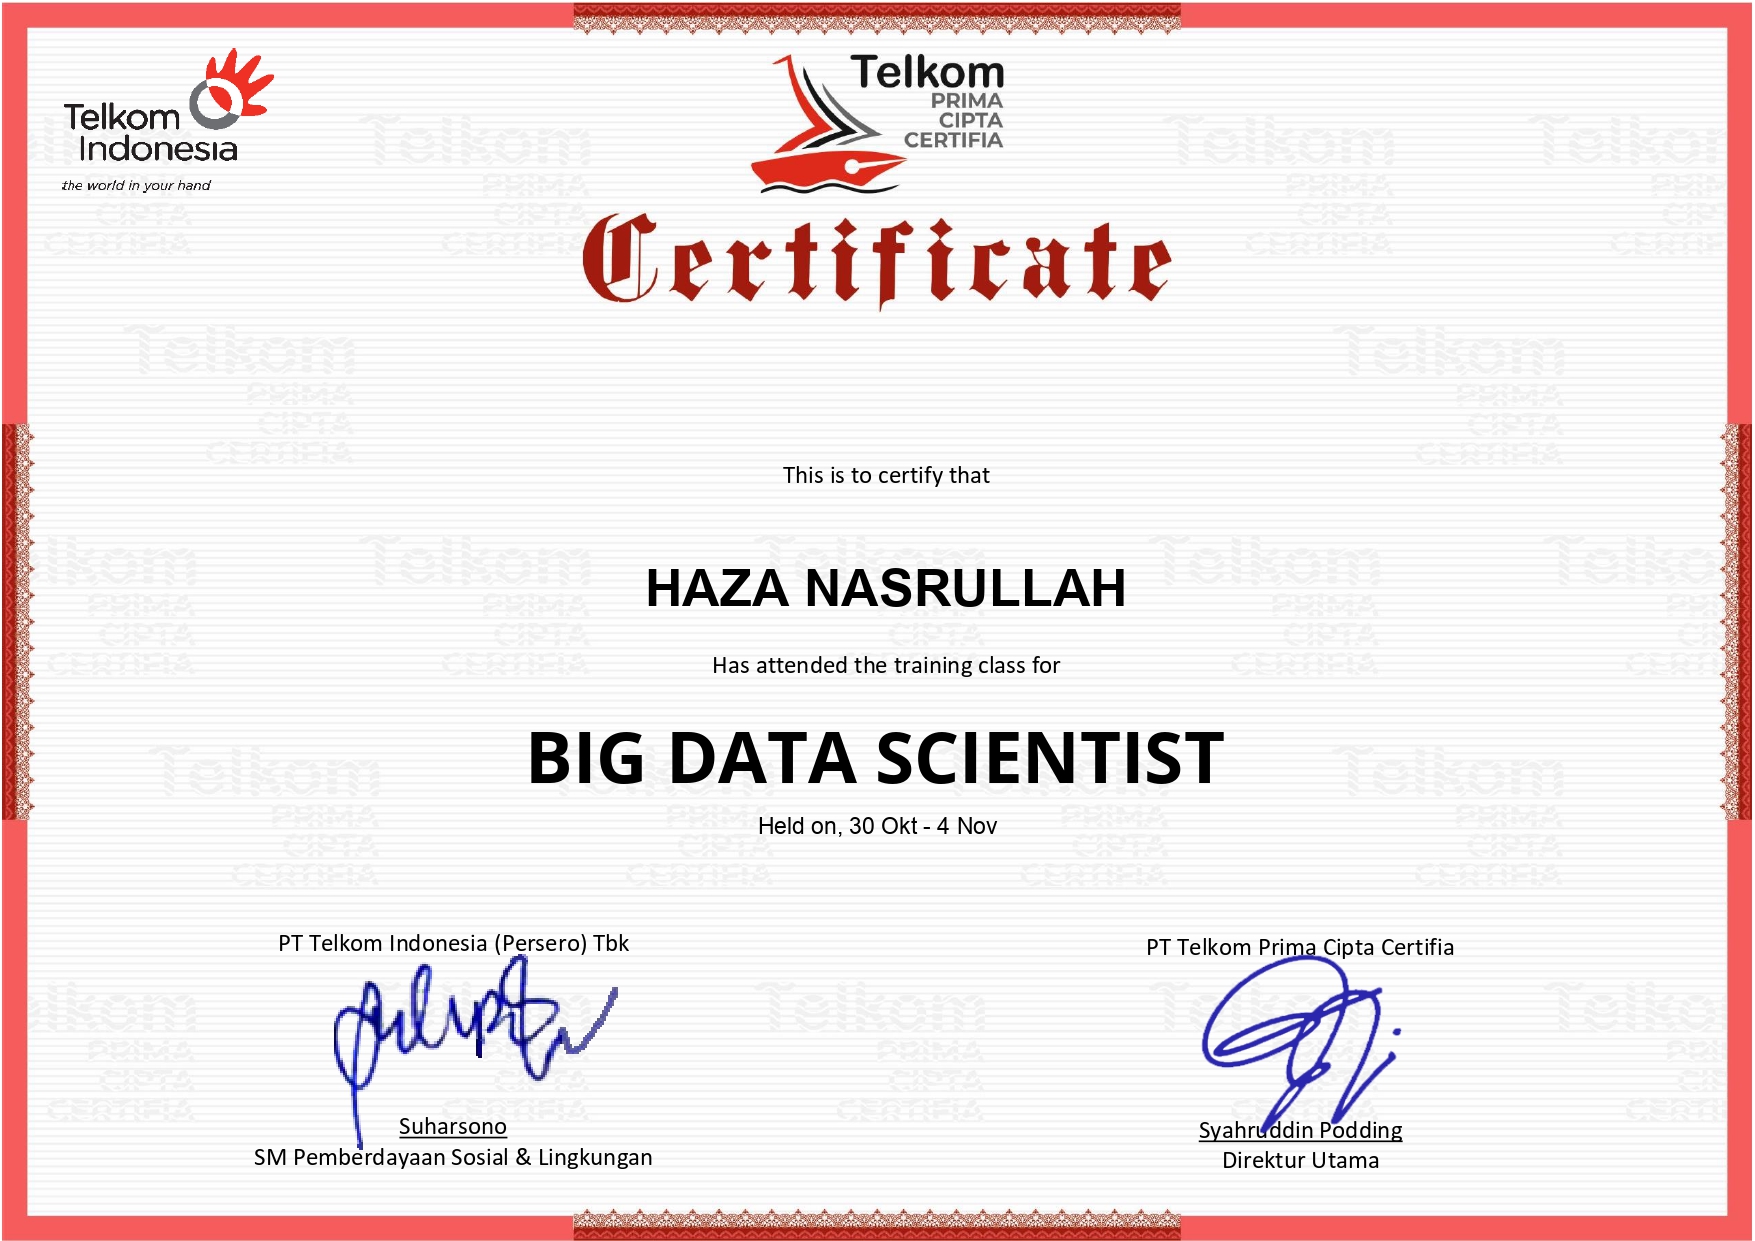 Telkom
Indonesia
the world in your hand
Telkom
PRIMA
CIPTA
CERTIFIA
Certificate
This is to certify that
HAZA NASRULLAH
Has attended the training class for
BIG DATA SCIENTIST
Held on, 30 Okt - 4 Nov
PT Telkom Indonesia (Persero) Tbk
Suharsono
SM Pemberdayaan Sosial & Lingkungan
PT Telkom Prima Cipta Certifia
Syahruddin Podding
Direktur Utama